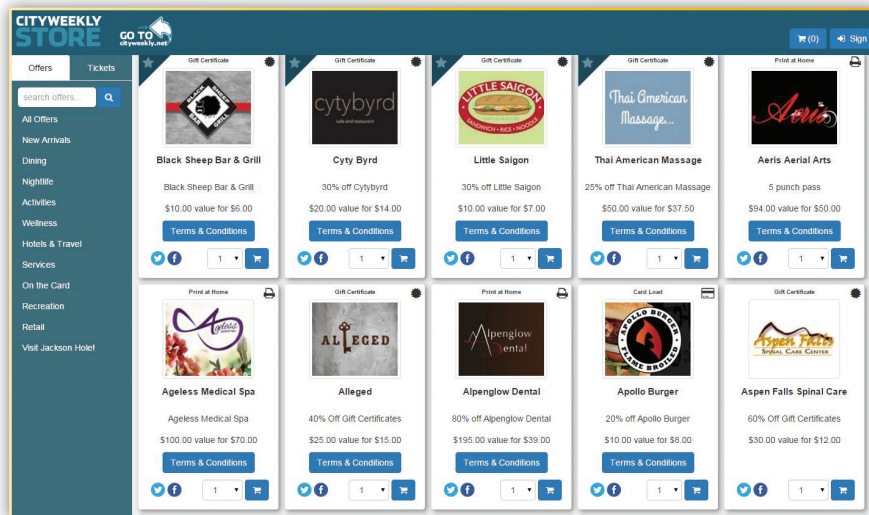 CITYWEEKLY
STORE
GO TO
cityweekly.net
(0)
Sign
Offers
Tickets
search offers...
All Offers
New Arrivals
Dining
Nightlife
Activities
Wellness
Hotels & Travel
Services
On the Card
Recreation
Retail
Visit Jackson Hole!
Gift Certificate
BLACK SHEEP
BAR & GRILL
Black Sheep Bar & Grill
Black Sheep Bar & Grill
$10.00 value for $6.00
Terms & Conditions
1
Gift Certificate
cytybyrd
cafe and restaurant
Cyty Byrd
30% off Cytybyrd
$20.00 value for $14.00
Terms & Conditions
1
Gift Certificate
LITTLE SAIGON
SANDWICH • RICE • NOODLE
Little Saigon
30% off Little Saigon
$10.00 value for $7.00
Terms & Conditions
1
Gift Certificate
Thai American
Massage...
Thai American Massage
25% off Thai American Massage
$50.00 value for $37.50
Terms & Conditions
1
Print at Home
Aeris
Aeris Aerial Arts
5 punch pass
$94.00 value for $50.00
Terms & Conditions
1
Print at Home
Ageless
Ageless Medical Spa
Ageless Medical Spa
$100.00 value for $70.00
Terms & Conditions
1
Gift Certificate
ALLEGED
Alleged
40% Off Gift Certificates
$25.00 value for $15.00
Terms & Conditions
1
Print at Home
Alpenglow
Dental
Alpenglow Dental
80% off Alpenglow Dental
$195.00 value for $39.00
Terms & Conditions
1
Card Load
APOLLO BURGER
FLAME BROILED
Apollo Burger
20% off Apollo Burger
$10.00 value for $8.00
Terms & Conditions
1
Gift Certificate
Aspen Falls
SPINAL CARE CENTER
Aspen Falls Spinal Care
60% Off Gift Certificates
$30.00 value for $12.00
1